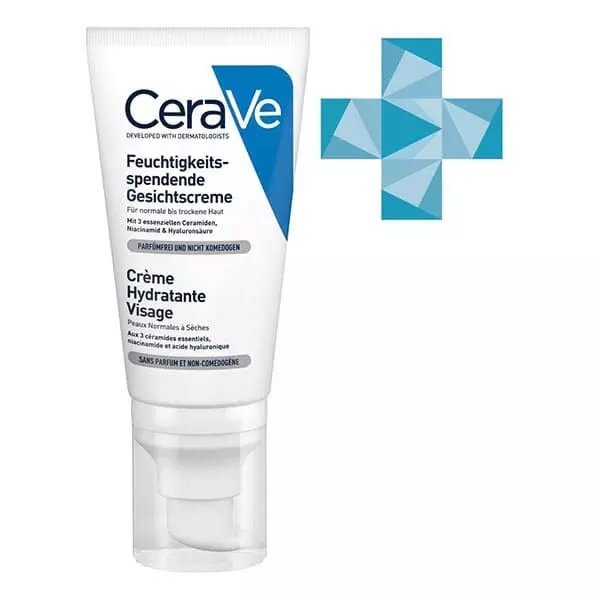 CeraVe
DEVELOPED WITH DERMATOLOGISTS
Feuchtigkeits-
spendende
Gesichtscreme
Für normale bis trockene Haut
Mit 3 essenziellen Ceramiden,
Niacinamid & Hyaluronsäure
PARFÜMFREI UND NICHT KOMEDOGEN
Crème
Hydratante
Visage
Peaux Normales à Sèches
Aux 3 céramides essentiels,
niacinamide et acide hyaluronique
SANS PARFUM ET NON-COMÉDOGÈNE